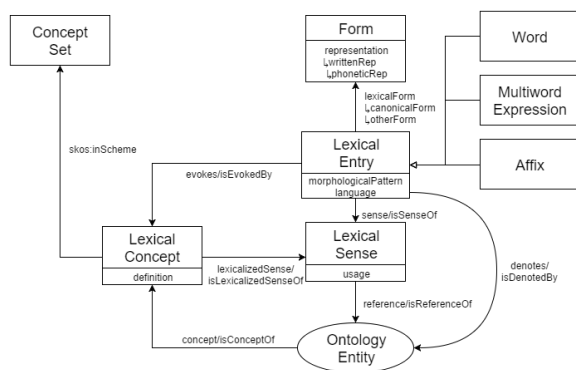 Concept
Set
Form
representation
↳writtenRep
↳phoneticRep
Word
Multiword
Expression
Affix
lexicalForm
↳canonicalForm
↳otherForm
skos:inScheme
Lexical
Entry
morphologicalPattern
language
evokes/isEvokedBy
sense/isSenseOf
Lexical
Concept
definition
lexicalizedSense/
isLexicalizedSenseOf
Lexical
Sense
usage
denotes/
isDenotedBy
reference/isReferenceOf
concept/isConceptOf
Ontology
Entity